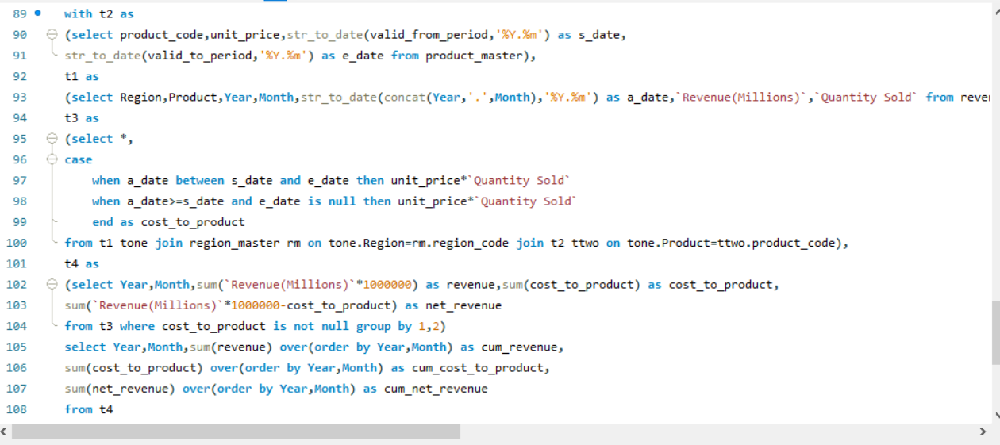 89 with t2 as
90 (select product_code,unit_price,str_to_date(valid_from_period,'%Y.%m') as s_date,
91 str_to_date(valid_to_period,'%Y.%m') as e_date from product_master),
92 t1 as
93 (select Region,Product,Year,Month,str_to_date(concat(Year,'.',Month),'%Y.%m') as a_date,`Revenue(Millions)`,`Quantity Sold` from
94 t3 as
95 (select *,
96 case
97 when a_date between s_date and e_date then unit_price*`Quantity Sold`
98 when a_date>=s_date and e_date is null then unit_price*`Quantity Sold`
99 end as cost_to_product
100 from t1 tone join region_master rm on tone.Region=rm.region_code join t2 ttwo on tone.Product=ttwo.product_code),
101 t4 as
102 (select Year,Month,sum(`Revenue(Millions)`*1000000) as revenue,sum(cost_to_product) as cost_to_product,
103 sum(`Revenue(Millions)`*1000000-cost_to_product) as net_revenue
104 from t3 where cost_to_product is not null group by 1,2)
105 select Year,Month,sum(revenue) over(order by Year,Month) as cum_revenue,
106 sum(cost_to_product) over(order by Year,Month) as cum_cost_to_product,
107 sum(net_revenue) over(order by Year,Month) as cum_net_revenue
108 from t4